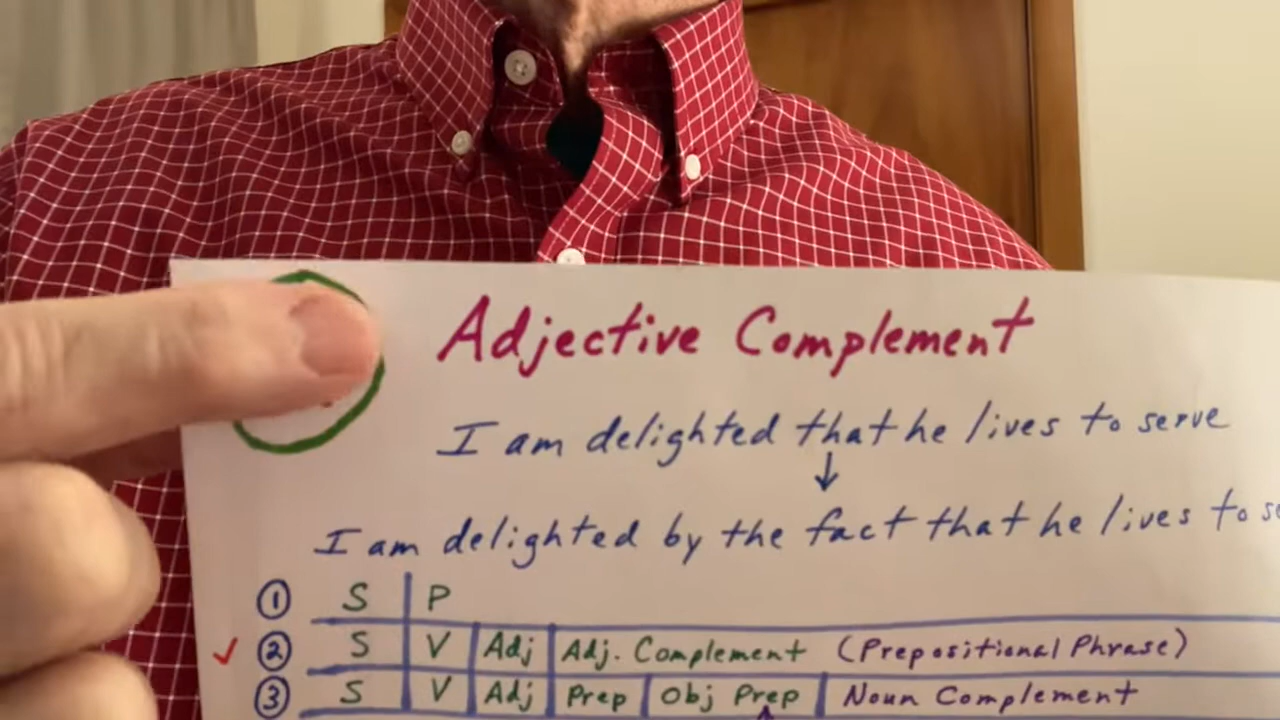 Adjective Complement
I am delighted that he lives to serve
↓
I am delighted by the fact that he lives to
① S P
✓ ② S V Adj Adj. Complement (Prepositional Phrase)
③ S V Adj Prep Obj Prep Noun Complement